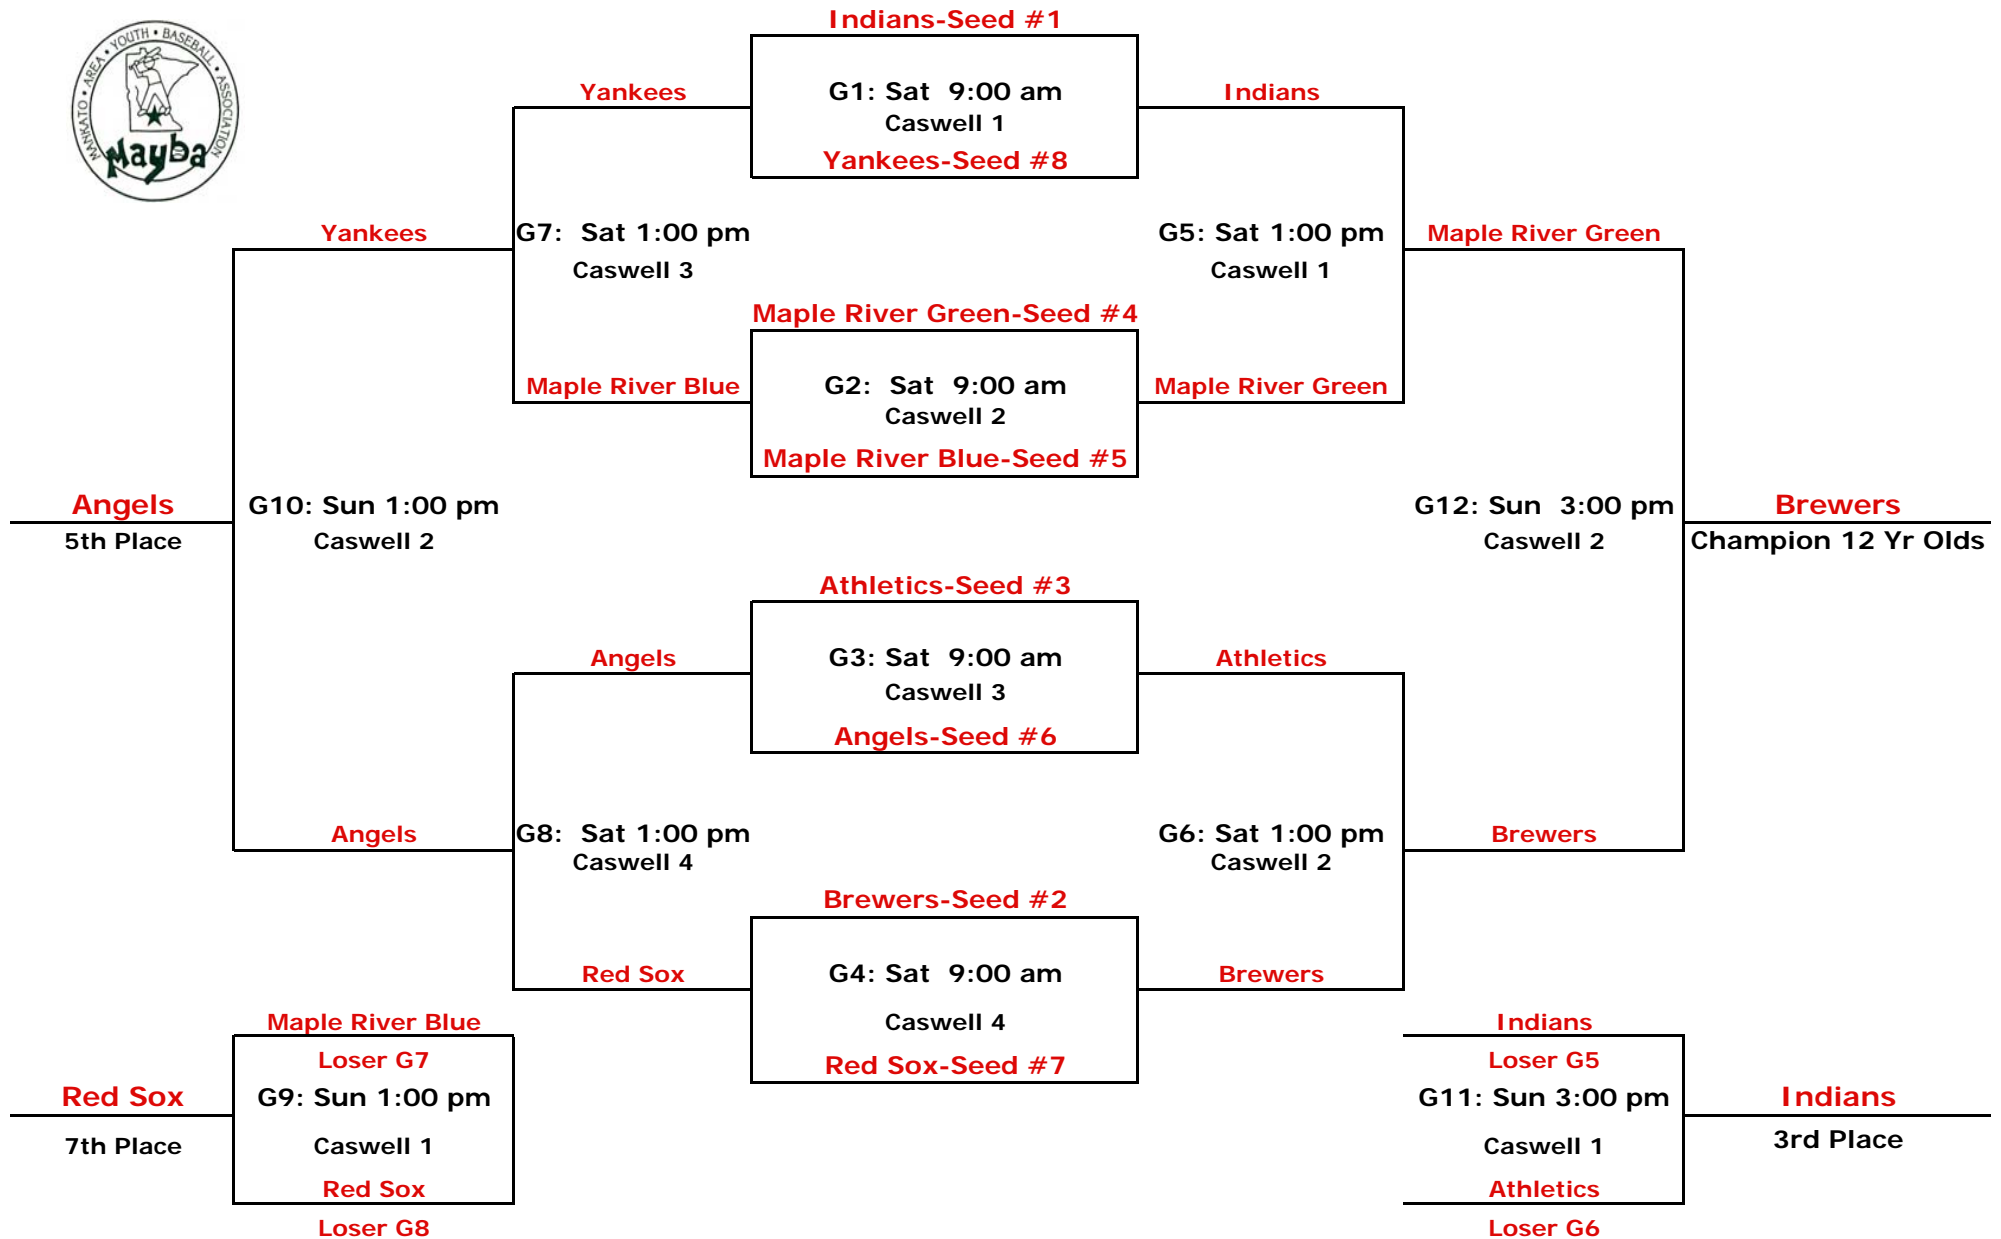 MANKATO • AREA • YOUTH • BASEBALL • ASSOCIATION
Mayba
Indians-Seed #1
Yankees
G1: Sat 9:00 am
Indians
Caswell 1
Yankees-Seed #8
Yankees
G7: Sat 1:00 pm
G5: Sat 1:00 pm
Maple River Green
Caswell 3
Caswell 1
Maple River Green-Seed #4
Maple River Blue
G2: Sat 9:00 am
Maple River Green
Caswell 2
Maple River Blue-Seed #5
Angels
G10: Sun 1:00 pm
G12: Sun 3:00 pm
Brewers
5th Place
Caswell 2
Caswell 2
Champion 12 Yr Olds
Athletics-Seed #3
Angels
G3: Sat 9:00 am
Athletics
Caswell 3
Angels-Seed #6
Angels
G8: Sat 1:00 pm
G6: Sat 1:00 pm
Brewers
Caswell 4
Caswell 2
Brewers-Seed #2
Red Sox
G4: Sat 9:00 am
Brewers
Maple River Blue
Caswell 4
Indians
Loser G7
Red Sox-Seed #7
Loser G5
Red Sox
G9: Sun 1:00 pm
G11: Sun 3:00 pm
Indians
7th Place
Caswell 1
Caswell 1
3rd Place
Red Sox
Athletics
Loser G8
Loser G6